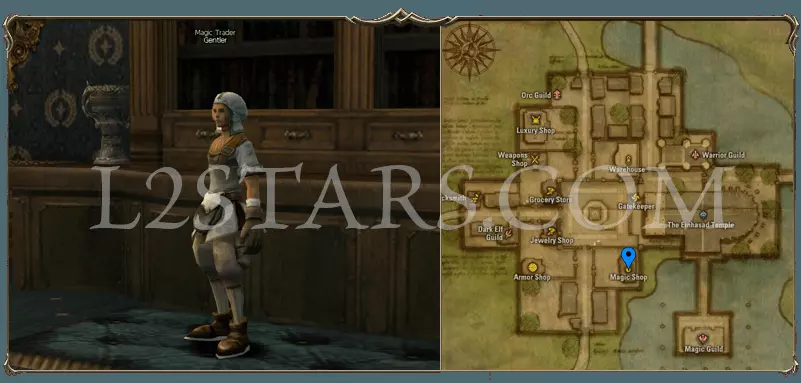 Magic Trader
Gentler
Orc Guild
Luxury Shop
Weapons
Shop
Warehouse
Warrior Guild
cksmith
Grocery Store
Gatekeeper
L2STARS.COM
Dark Elf
Guild
Jewelry Shop
The Einhasad Temple
Armor Shop
Magic Shop
Magic Guild